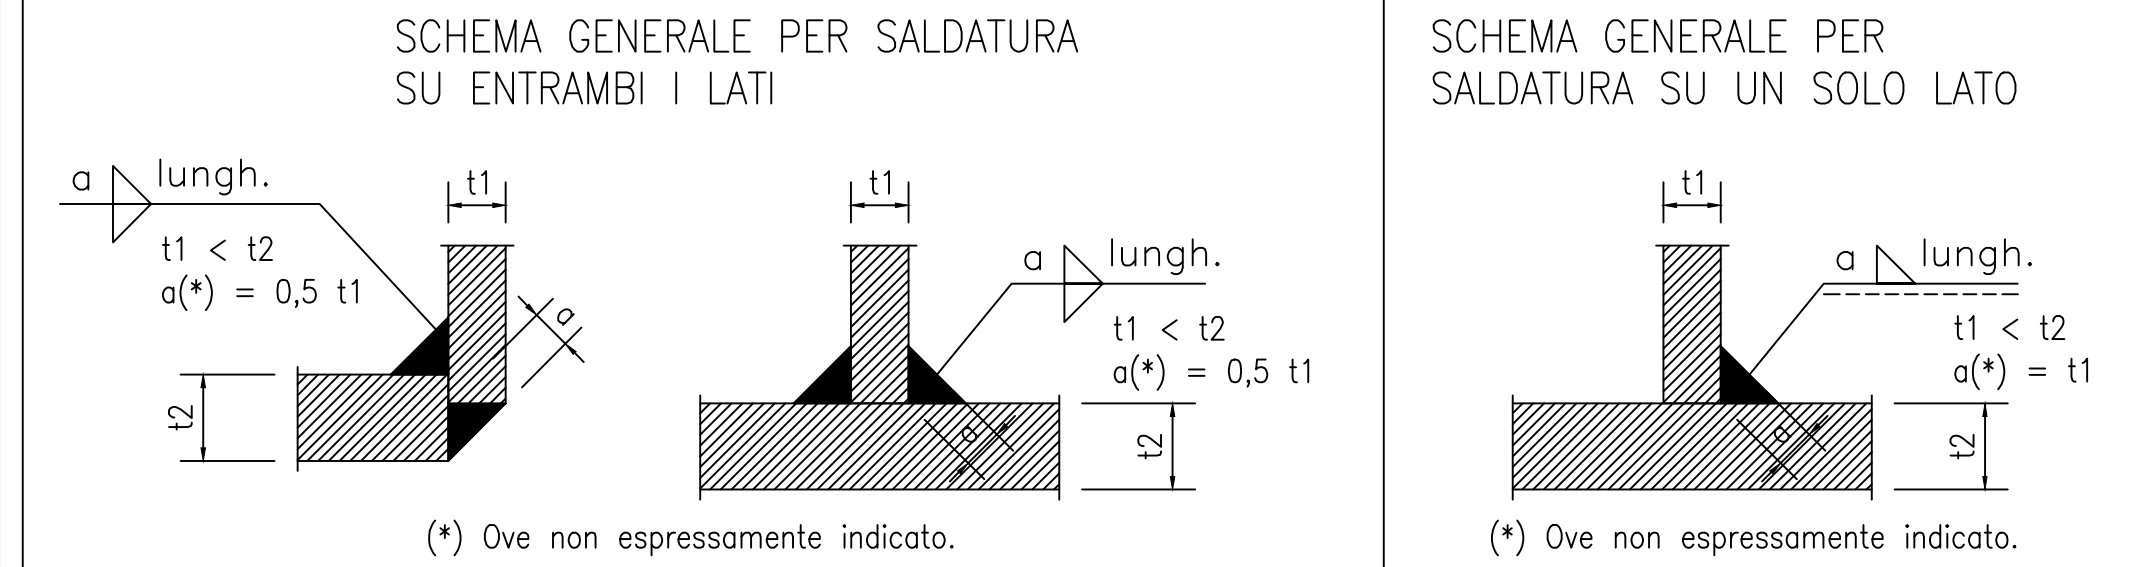 SCHEMA GENERALE PER SALDATURA
SU ENTRAMBI I LATI
a lungh.
t1 < t2
a(*) = 0,5 t1
t1
a
t2
t1
a lungh.
t1 < t2
a(*) = 0,5 t1
a
t2
(*) Ove non espressamente indicato.
SCHEMA GENERALE PER
SALDATURA SU UN SOLO LATO
t1
a lungh.
t1 < t2
a(*) = t1
a
t2
(*) Ove non espressamente indicato.